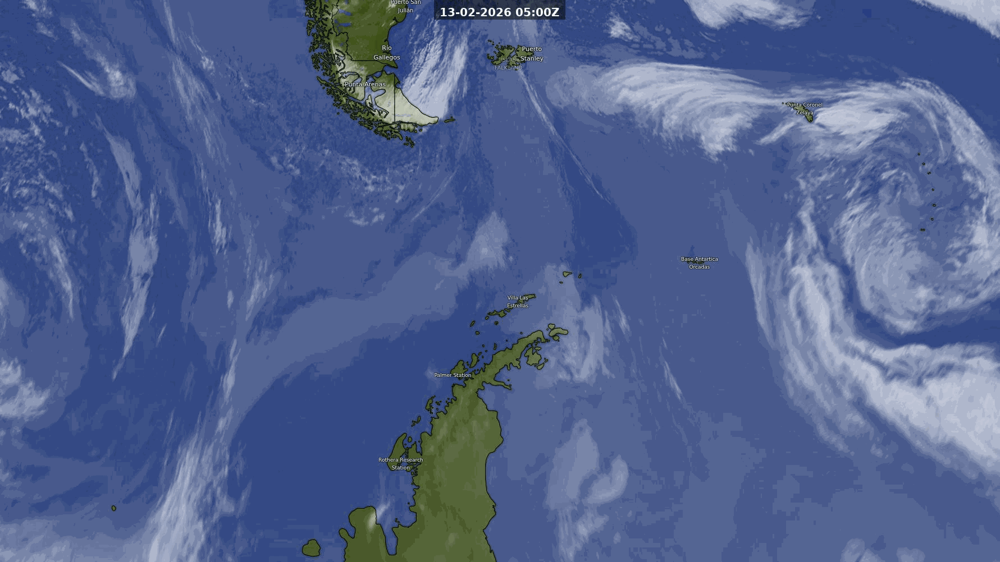 Puerto San
Julián
13-02-2026 05:00Z
Río
Gallegos
Puerto
Stanley
ISLAS
FALKLAND
Punta Arenas
Punta Coronel
Zelaya
Base Antartica
Orcadas
Villa Las
Estrellas
Palmer Station
Rothera Research
Station